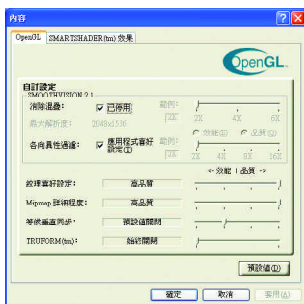 內容
OpenGL
SMARTSHADER(tm) 效果
OpenGL
自訂設定
SMOOTHVISION 2.1
消除混疊:
已停用
範例:
2X
4X
6X
最大解析度:
2048x1536
效能(E)
品質(Q)
各向異性過濾:
應用程式喜好設定(I)
範例:
2X
4X
8X
16X
<- 效能 | 品質 ->
紋理喜好設定:
高品質
Mipmap 詳細程度:
高品質
等候垂直同步:
預設值關閉
TRUFORM(tm):
始終關閉
預設值(D)
確定
取消
套用(A)